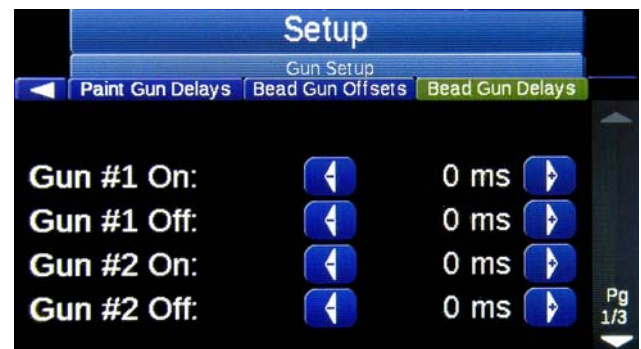 Setup
Gun Setup
Paint Gun Delays Bead Gun Offsets Bead Gun Delays
Gun #1 On: - 0 ms +
Gun #1 Off: - 0 ms +
Gun #2 On: - 0 ms +
Gun #2 Off: - 0 ms +
Pg
1/3